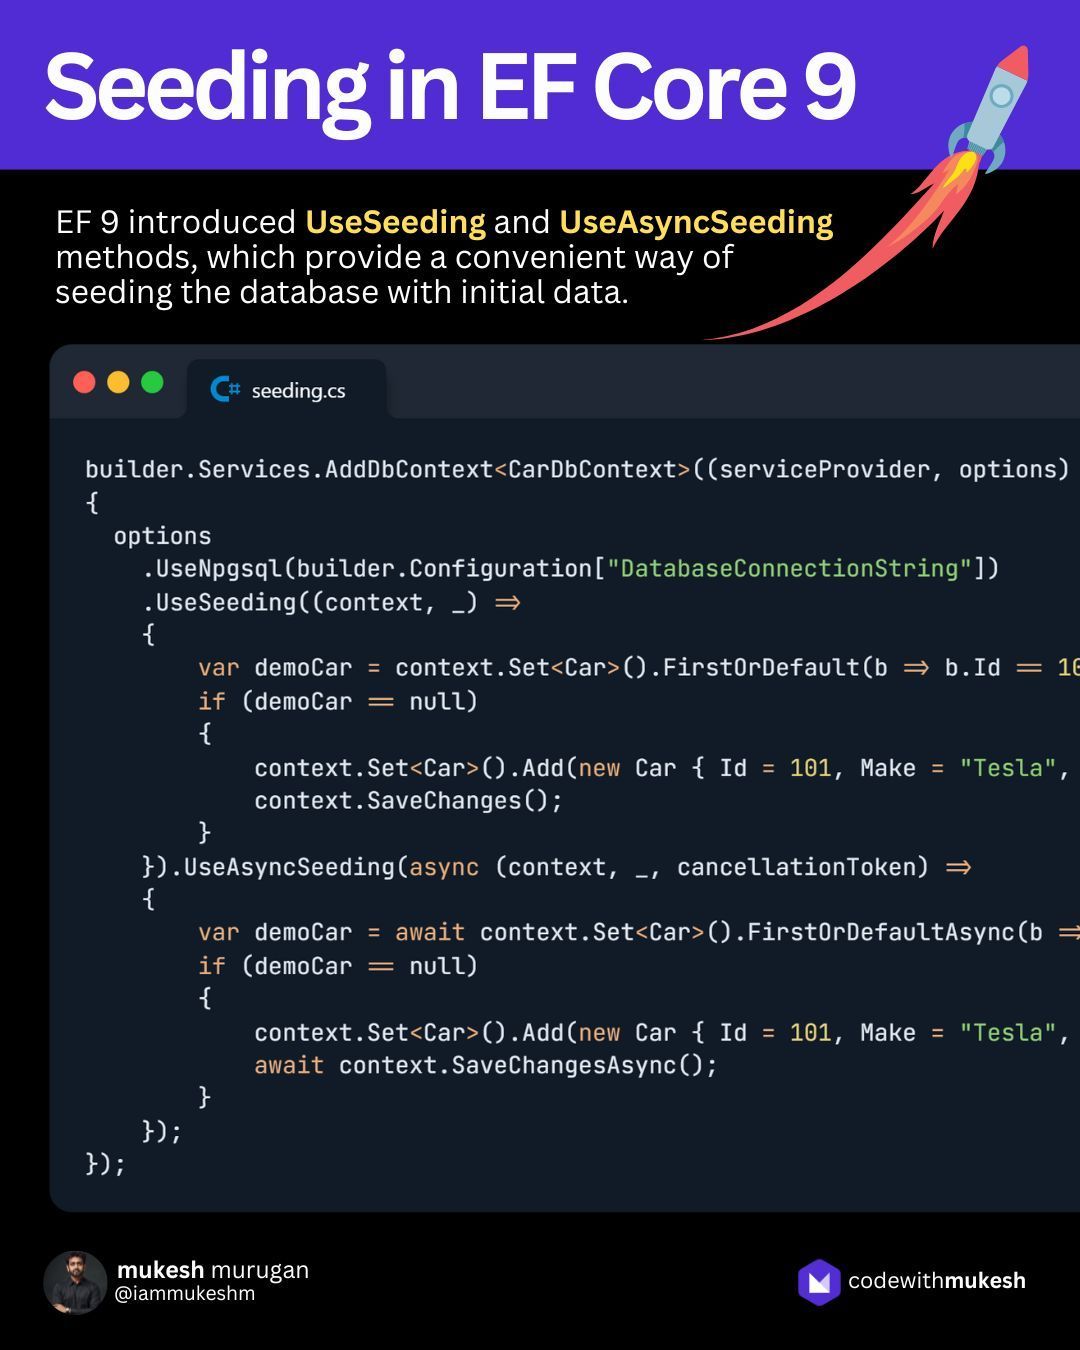 Seeding in EF Core 9
EF 9 introduced UseSeeding and UseAsyncSeeding
methods, which provide a convenient way of
seeding the database with initial data.
seeding.cs
builder.Services.AddDbContext<CarDbContext>((serviceProvider, options)
{
  options
    .UseNpgsql(builder.Configuration["DatabaseConnectionString"])
    .UseSeeding((context, _) =>
    {
        var demoCar = context.Set<Car>().FirstOrDefault(b => b.Id == 10
        if (demoCar == null)
        {
            context.Set<Car>().Add(new Car { Id = 101, Make = "Tesla",
            context.SaveChanges();
        }
    }).UseAsyncSeeding(async (context, _, cancellationToken) =>
    {
        var demoCar = await context.Set<Car>().FirstOrDefaultAsync(b =>
        if (demoCar == null)
        {
            context.Set<Car>().Add(new Car { Id = 101, Make = "Tesla",
            await context.SaveChangesAsync();
        }
    });
});
mukesh murugan
@iammukeshm
codewithmukesh